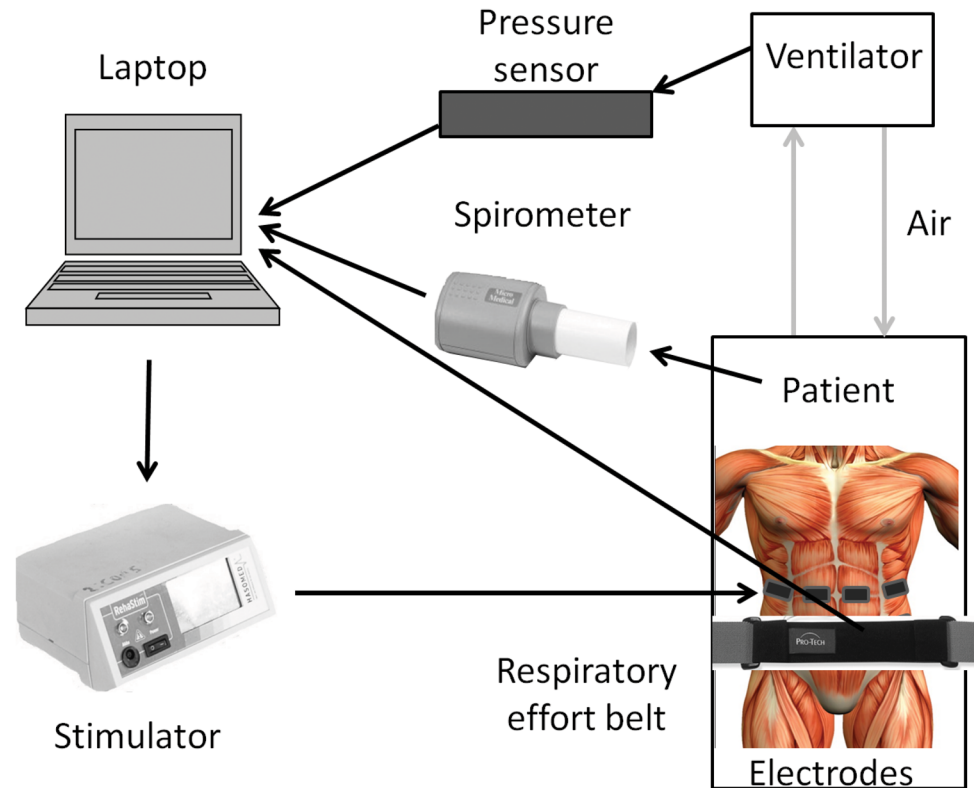 Pressure
sensor
Ventilator
Laptop
Spirometer
Air
Micro
Medical
Patient
RehaStim
HASOMED
PRO-TECH
Respiratory
effort belt
Stimulator
Electrodes